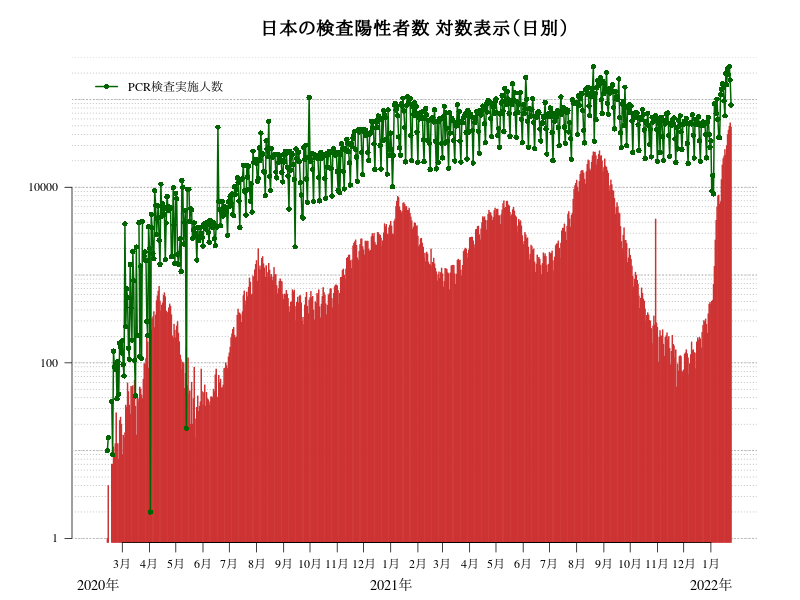 日本の検査陽性者数 対数表示（日別）
PCR検査実施人数
10000
100
1
3月 4月 5月 6月 7月 8月 9月 10月 11月 12月 1月 2月 3月 4月 5月 6月 7月 8月 9月 10月 11月 12月 1月
2020年 2021年 2022年